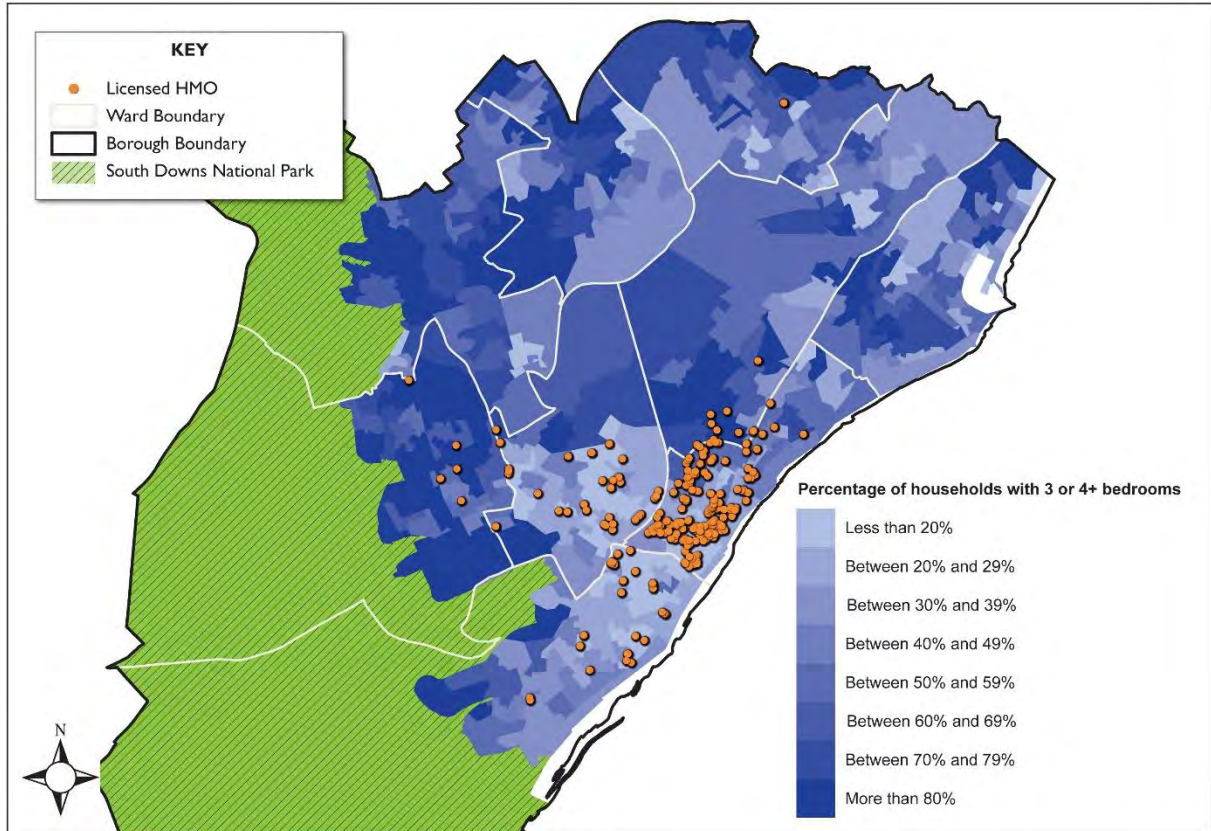 KEY
Licensed HMO
Ward Boundary
Borough Boundary
South Downs National Park
Percentage of households with 3 or 4+ bedrooms
Less than 20%
Between 20% and 29%
Between 30% and 39%
Between 40% and 49%
Between 50% and 59%
Between 60% and 69%
Between 70% and 79%
More than 80%
N